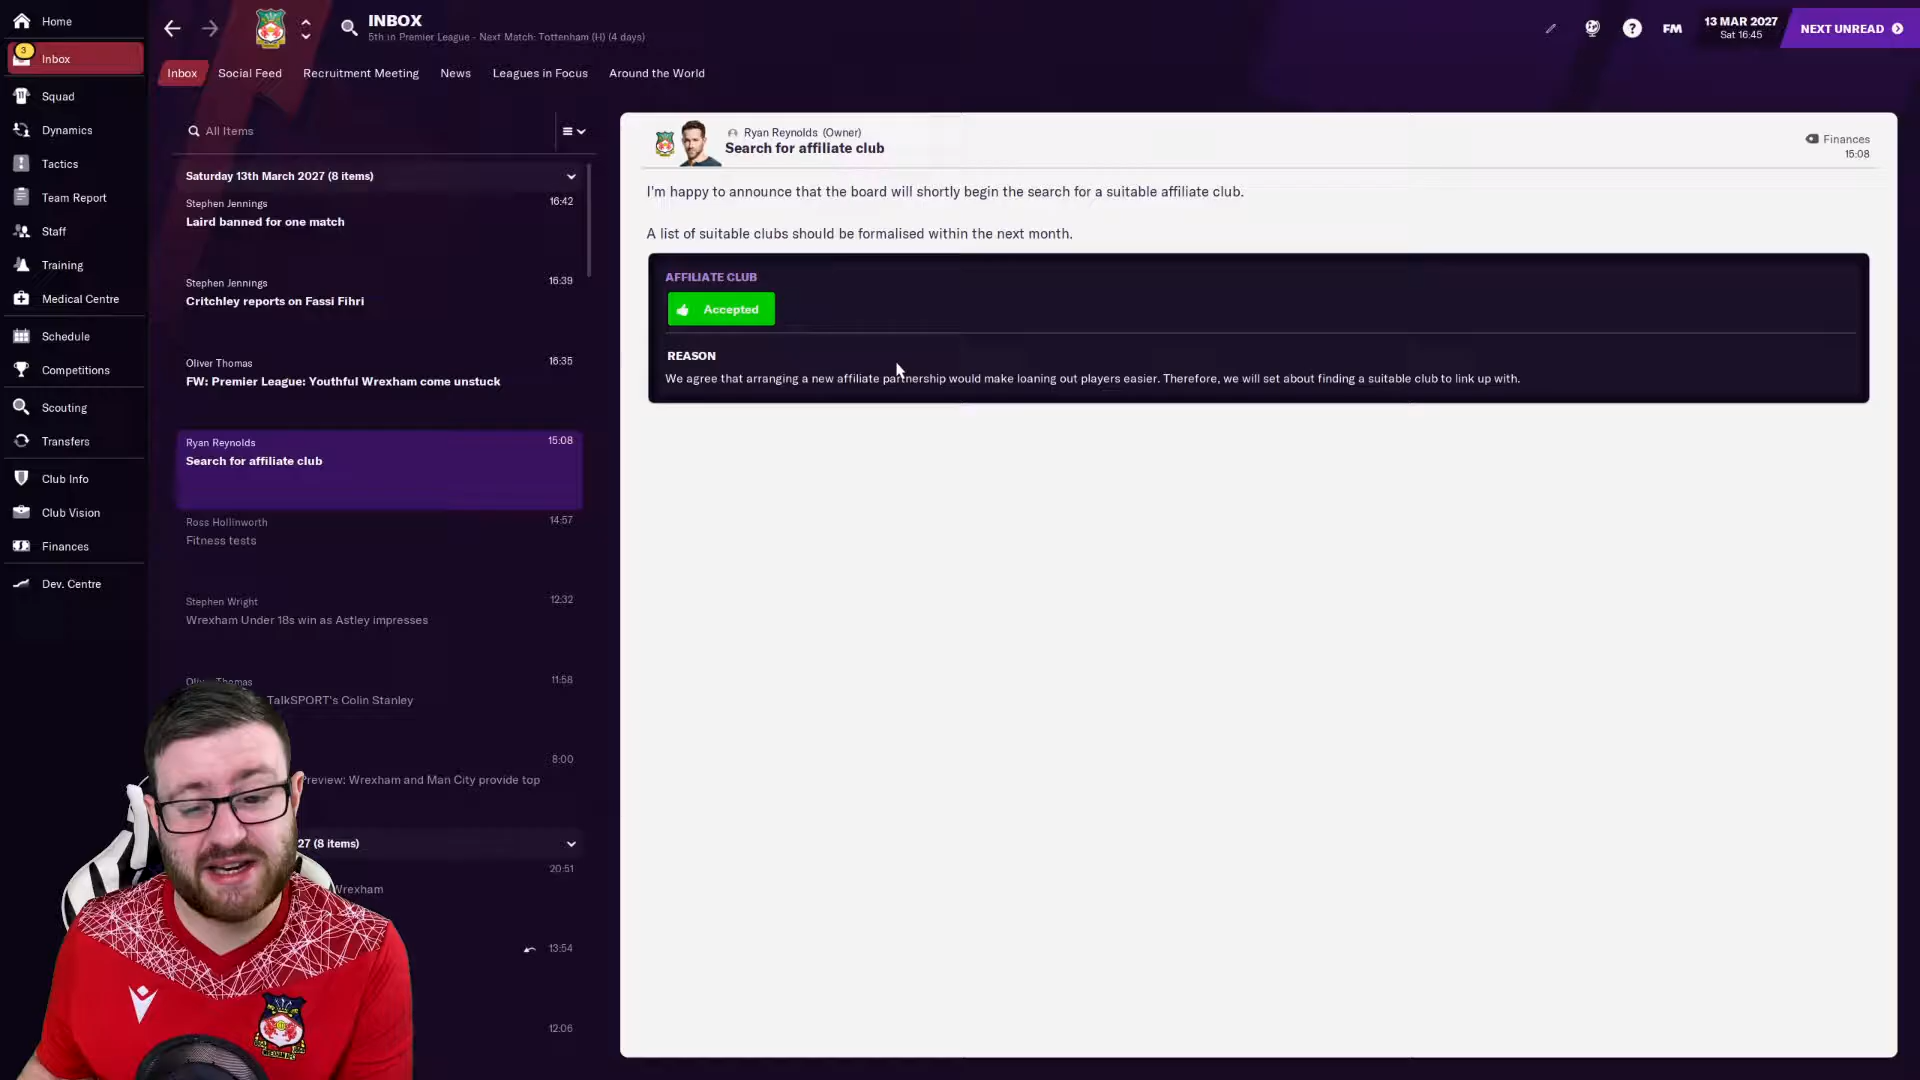 Home
3
Inbox
Squad
Dynamics
Tactics
Team Report
Staff
Training
Medical Centre
Schedule
Competitions
Scouting
Transfers
Club Info
Club Vision
Finances
Dev. Centre
INBOX
5th in Premier League - Next Match: Tottenham (H) (4 days)
?
FM
13 MAR 2027
Sat 16:45
NEXT UNREAD
Inbox
Social Feed
Recruitment Meeting
News
Leagues in Focus
Around the World
All Items
Saturday 13th March 2027 (8 items)
Stephen Jennings 16:42
Laird banned for one match
Stephen Jennings 16:39
Critchley reports on Fassi Fihri
Oliver Thomas 16:35
FW: Premier League: Youthful Wrexham come unstuck
Ryan Reynolds 15:08
Search for affiliate club
Ross Hollinworth 14:57
Fitness tests
Stephen Wright 12:32
Wrexham Under 18s win as Astley impresses
Thomas 11:58
TalkSPORT's Colin Stanley
8:00
Preview: Wrexham and Man City provide top
27 (8 items)
20:51
Wrexham
13:54
12:06
Ryan Reynolds (Owner)
Search for affiliate club
Finances
15:08
I'm happy to announce that the board will shortly begin the search for a suitable affiliate club.
A list of suitable clubs should be formalised within the next month.
AFFILIATE CLUB
Accepted
REASON
We agree that arranging a new affiliate partnership would make loaning out players easier. Therefore, we will set about finding a suitable club to link up with.